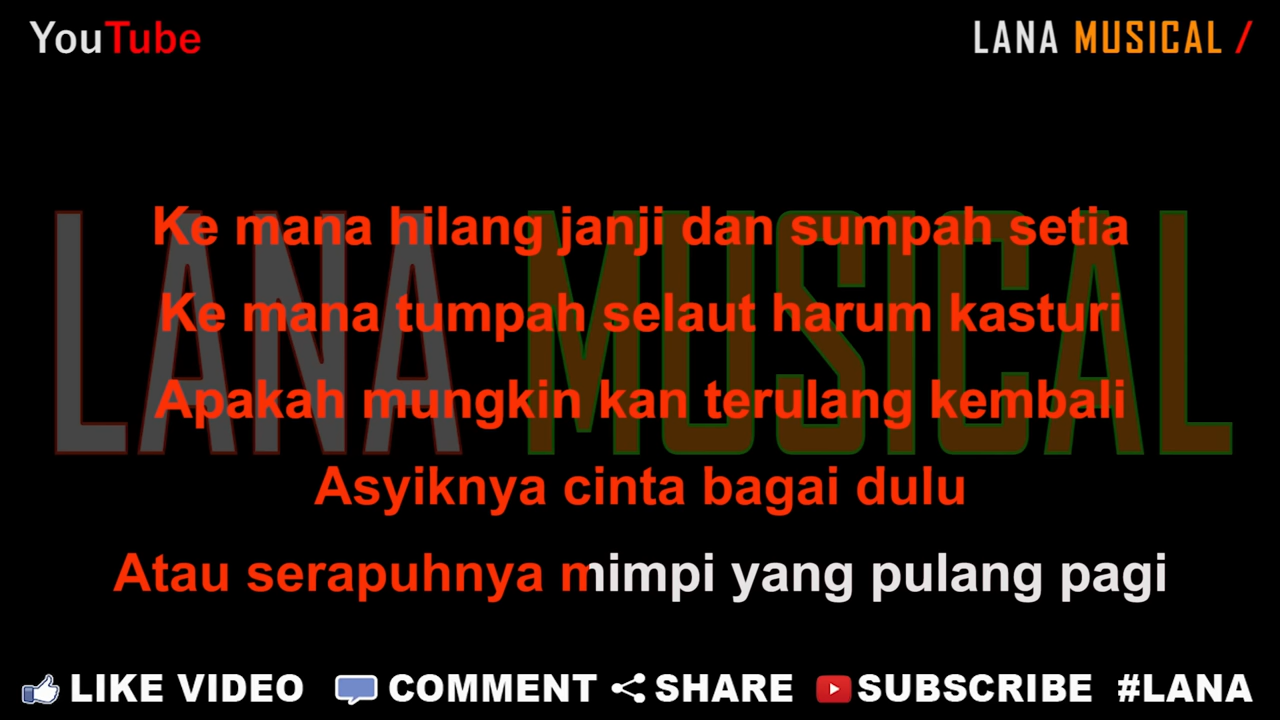 YouTube LANA MUSICAL /
LANA MUSICAL
Ke mana hilang janji dan sumpah setia
Ke mana tumpah selaut harum kasturi
Apakah mungkin kan terulang kembali
Asyiknya cinta bagai dulu
Atau serapuhnya mimpi yang pulang pagi
LIKE VIDEO COMMENT SHARE SUBSCRIBE #LANA